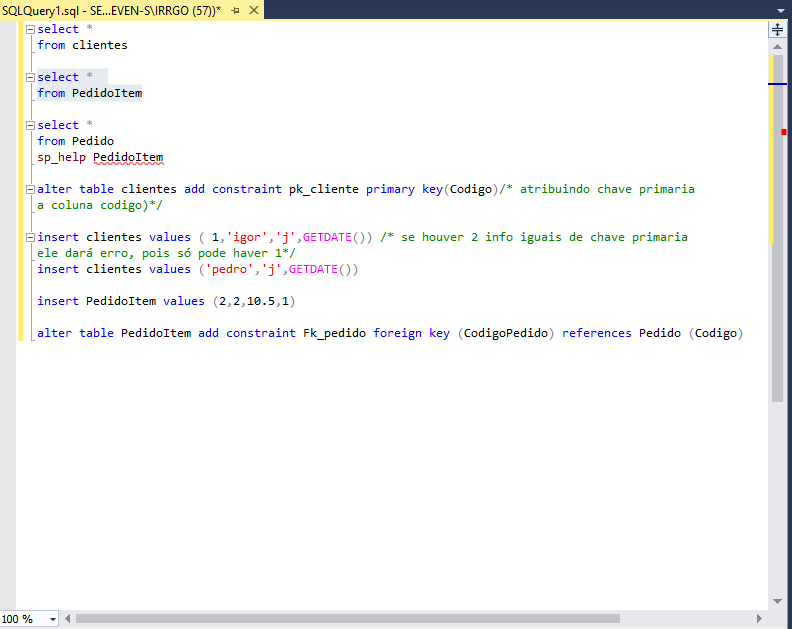 SQLQuery1.sql - SE...EVEN-S\IRRGO (57))*
select *
from clientes
select *
from PedidoItem
select *
from Pedido
sp_help PedidoItem
alter table clientes add constraint pk_cliente primary key(Codigo)/* atribuindo chave primaria
a coluna codigo)*/
insert clientes values ( 1,'igor','j',GETDATE()) /* se houver 2 info iguais de chave primaria
ele dará erro, pois só pode haver 1*/
insert clientes values ('pedro','j',GETDATE())
insert PedidoItem values (2,2,10.5,1)
alter table PedidoItem add constraint Fk_pedido foreign key (CodigoPedido) references Pedido (Codigo)
100 %